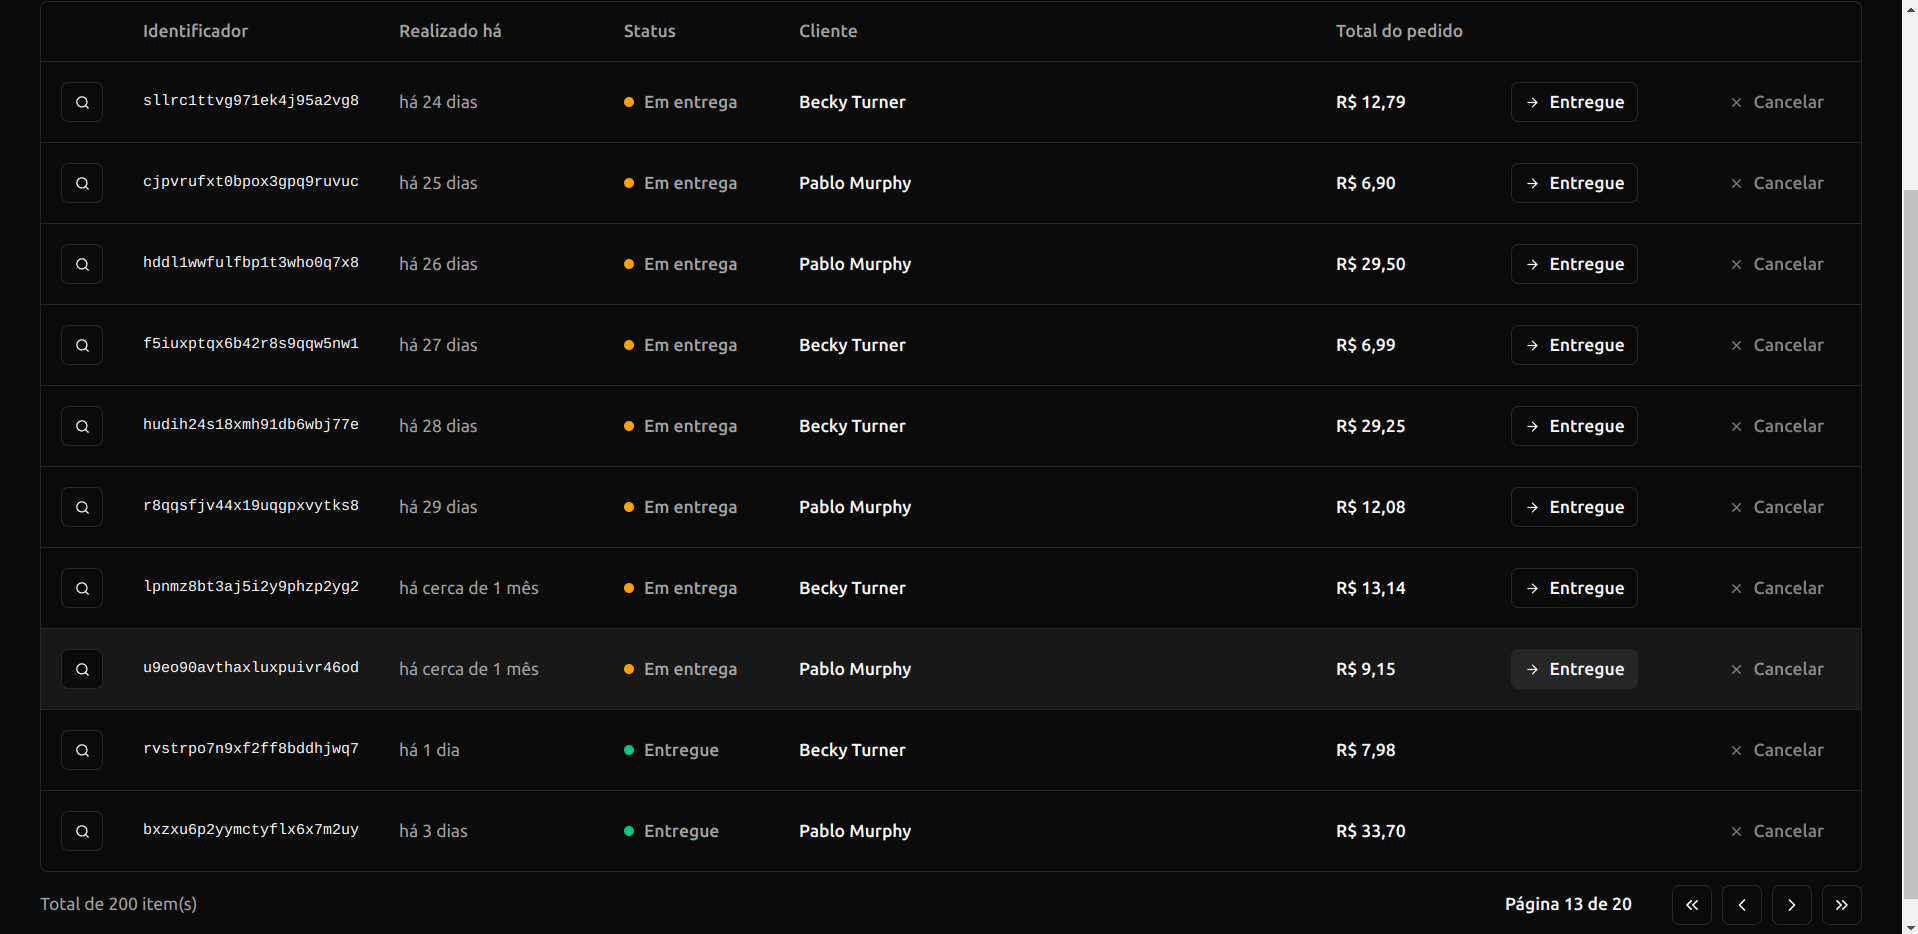 Identificador Realizado há Status Cliente Total do pedido
sllrc1ttvg971ek4j95a2vg8 há 24 dias Em entrega Becky Turner R$ 12,79 Entregue Cancelar
cjpvrufxt0bpox3gpq9ruvuc há 25 dias Em entrega Pablo Murphy R$ 6,90 Entregue Cancelar
hddl1wwfulfbp1t3who0q7x8 há 26 dias Em entrega Pablo Murphy R$ 29,50 Entregue Cancelar
f5iuxptqx6b42r8s9qqw5nw1 há 27 dias Em entrega Becky Turner R$ 6,99 Entregue Cancelar
hudih24s18xmh91db6wbj77e há 28 dias Em entrega Becky Turner R$ 29,25 Entregue Cancelar
r8qqsfjv44x19uqgpxvytks8 há 29 dias Em entrega Pablo Murphy R$ 12,08 Entregue Cancelar
lpnmz8bt3aj5i2y9phzp2yg2 há cerca de 1 mês Em entrega Becky Turner R$ 13,14 Entregue Cancelar
u9eo90avthaxluxpuivr46od há cerca de 1 mês Em entrega Pablo Murphy R$ 9,15 Entregue Cancelar
rvstrpo7n9xf2ff8bddhjwq7 há 1 dia Entregue Becky Turner R$ 7,98 Cancelar
bxzxu6p2yymctyflx6x7m2uy há 3 dias Entregue Pablo Murphy R$ 33,70 Cancelar
Total de 200 item(s) Página 13 de 20